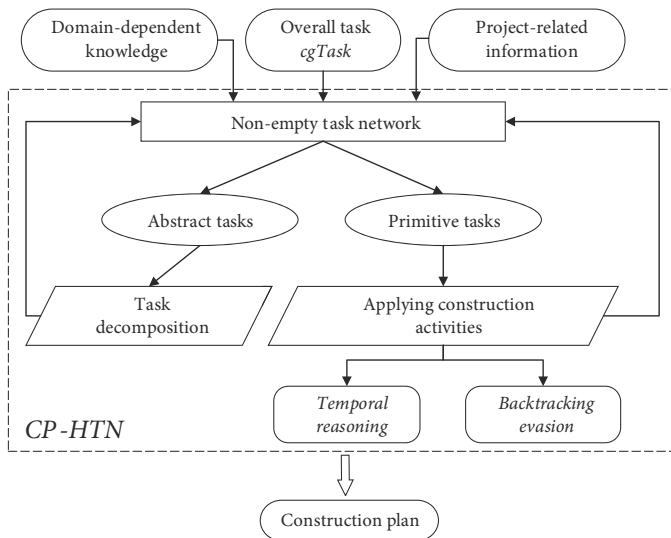 Domain-dependent
knowledge
Overall task
cgTask
Project-related
information
Non-empty task network
Abstract tasks
Primitive tasks
Task
decomposition
Applying construction
activities
Temporal
reasoning
Backtracking
evasion
CP-HTN
Construction plan